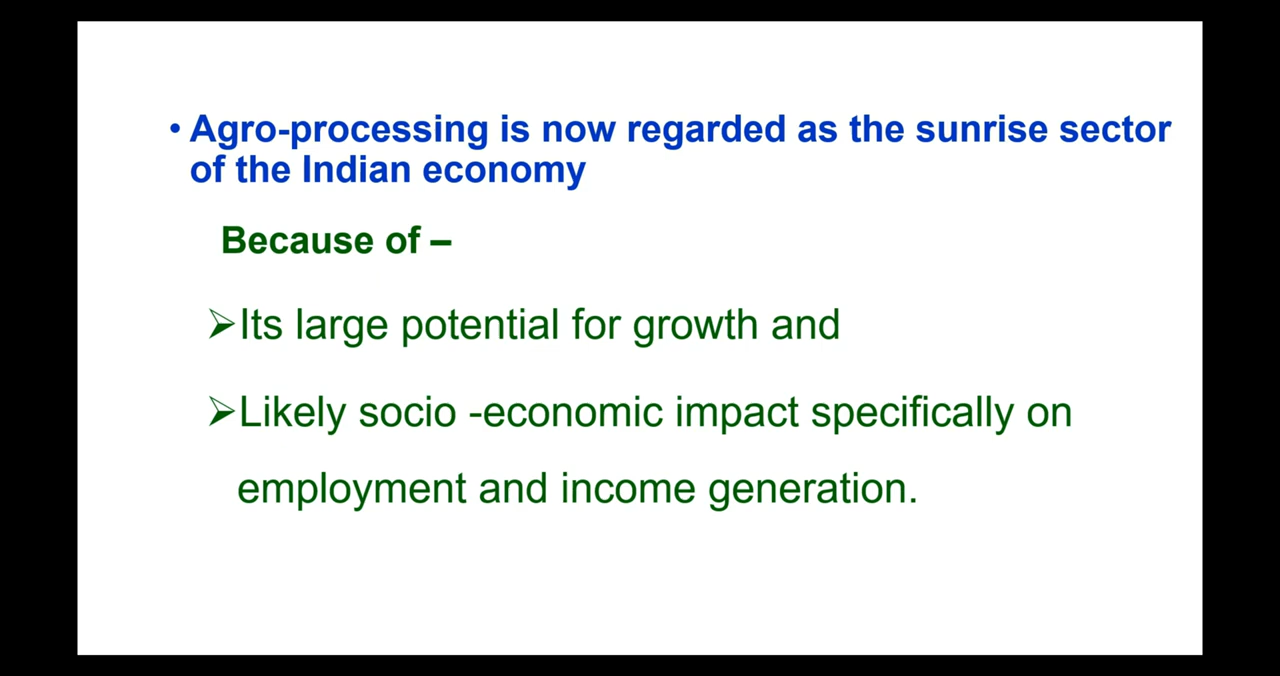 • Agro-processing is now regarded as the sunrise sector
of the Indian economy
Because of –
➢Its large potential for growth and
➢Likely socio -economic impact specifically on
employment and income generation.